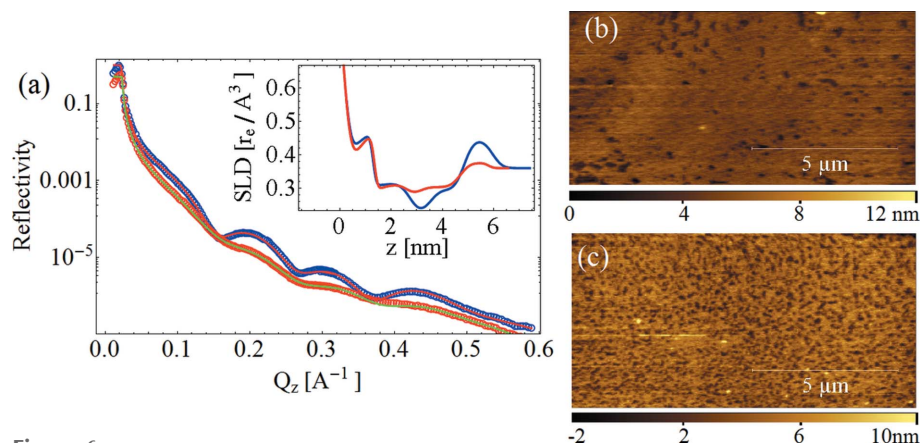 (a)
Reflectivity
0.1
0.001
10⁻⁵
0.0 0.1 0.2 0.3 0.4 0.5 0.6
Q_z [A⁻¹]
SLD [r_e / A³]
0.6
0.5
0.4
0.3
0 2 4 6
z [nm]
(b)
5 µm
0 4 8 12 nm
(c)
5 µm
-2 2 6 10nm